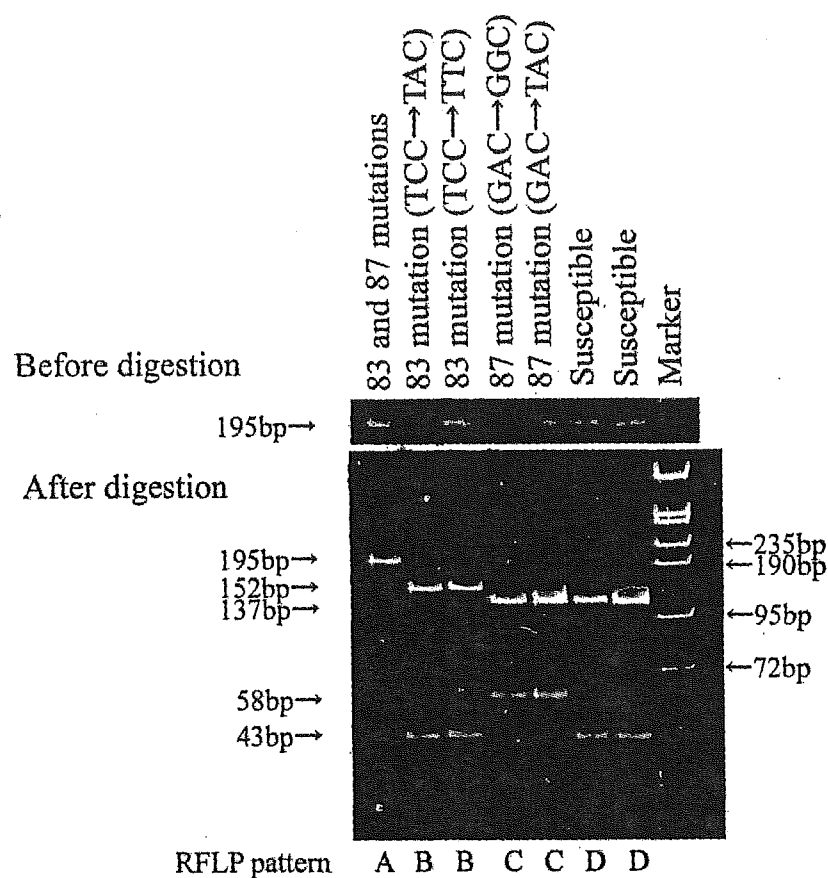 83 and 87 mutations
83 mutation (TCC→TAC)
83 mutation (TCC→TTC)
87 mutation (GAC→GGC)
87 mutation (GAC→TAC)
Susceptible
Susceptible
Marker
Before digestion
195bp→
After digestion
195bp→
152bp→
137bp→
58bp→
43bp→
←235bp
←190bp
←95bp
←72bp
RFLP pattern A B B C C D D